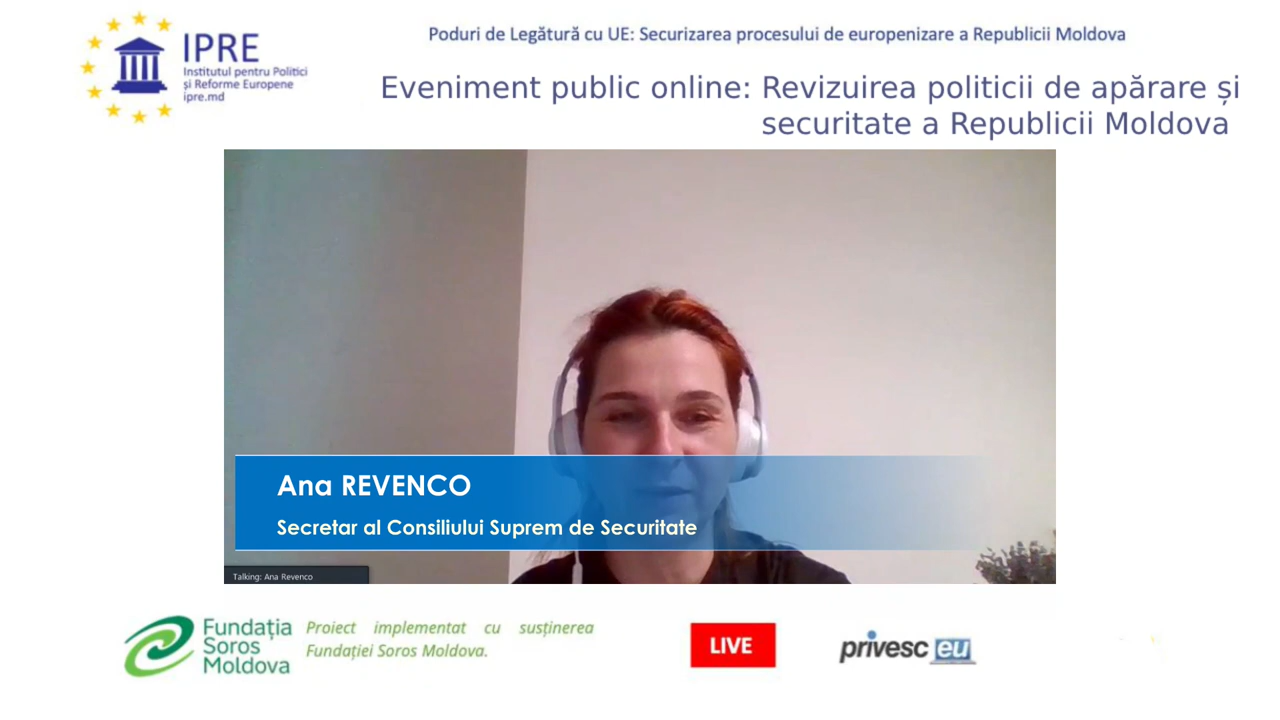 IPRE
Institutul pentru Politici
și Reforme Europene
ipre.md
Poduri de Legătură cu UE: Securizarea procesului de europenizare a Republicii Moldova
Eveniment public online: Revizuirea politicii de apărare și
securitate a Republicii Moldova
Ana REVENCO
Secretar al Consiliului Suprem de Securitate
Talking: Ana Revenco
Fundația
Soros
Moldova
Proiect implementat cu susținerea
Fundației Soros Moldova.
LIVE
privesc eu